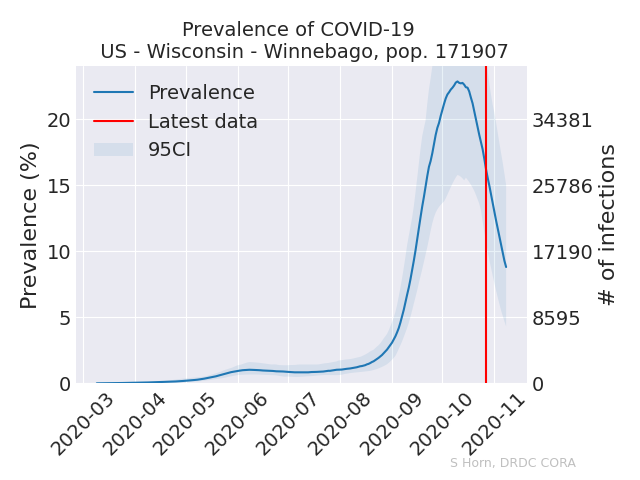 Prevalence of COVID-19
US - Wisconsin - Winnebago, pop. 171907
Prevalence
Latest data
95CI
Prevalence (%)
20
15
10
5
0
34381
25786
17190
8595
0
# of infections
2020-03
2020-04
2020-05
2020-06
2020-07
2020-08
2020-09
2020-10
2020-11
S Horn, DRDC CORA